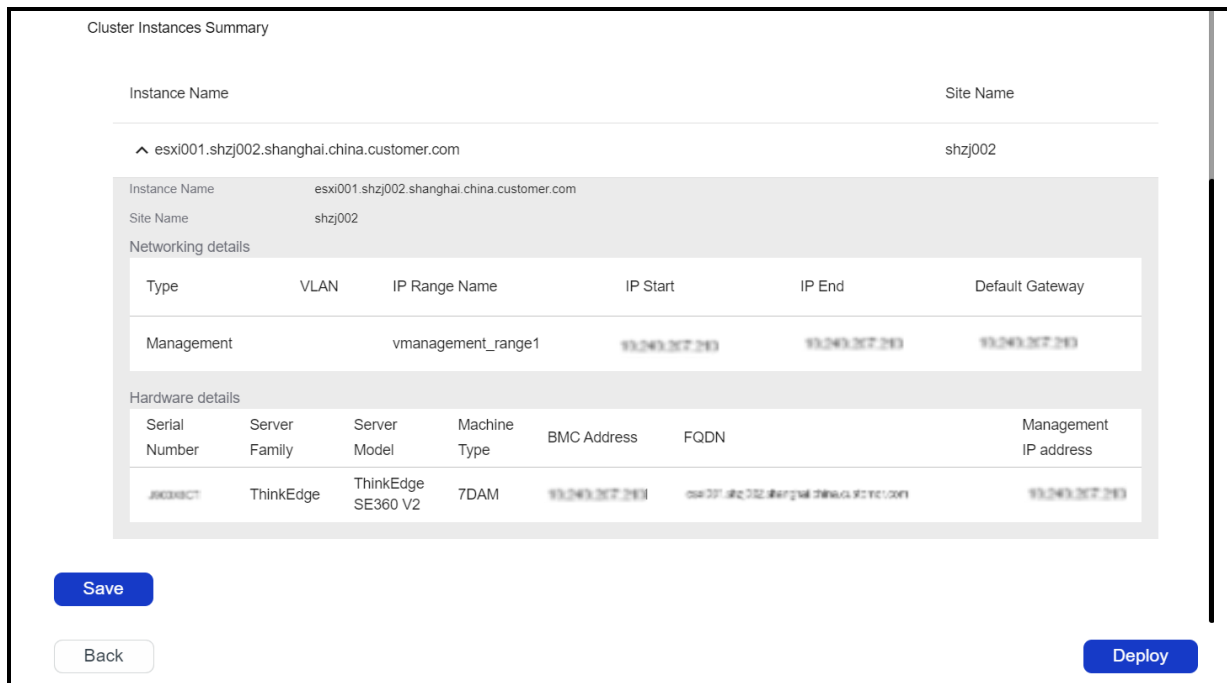 Cluster Instances Summary
Instance Name Site Name
esxi001.shzj002.shanghai.china.customer.com shzj002
Instance Name esxi001.shzj002.shanghai.china.customer.com
Site Name shzj002
Networking details
Type VLAN IP Range Name IP Start IP End Default Gateway
Management vmanagement_range1
Hardware details
Serial Number Server Family Server Model Machine Type BMC Address FQDN Management IP address
ThinkEdge ThinkEdge SE360 V2 7DAM
Save
Back Deploy